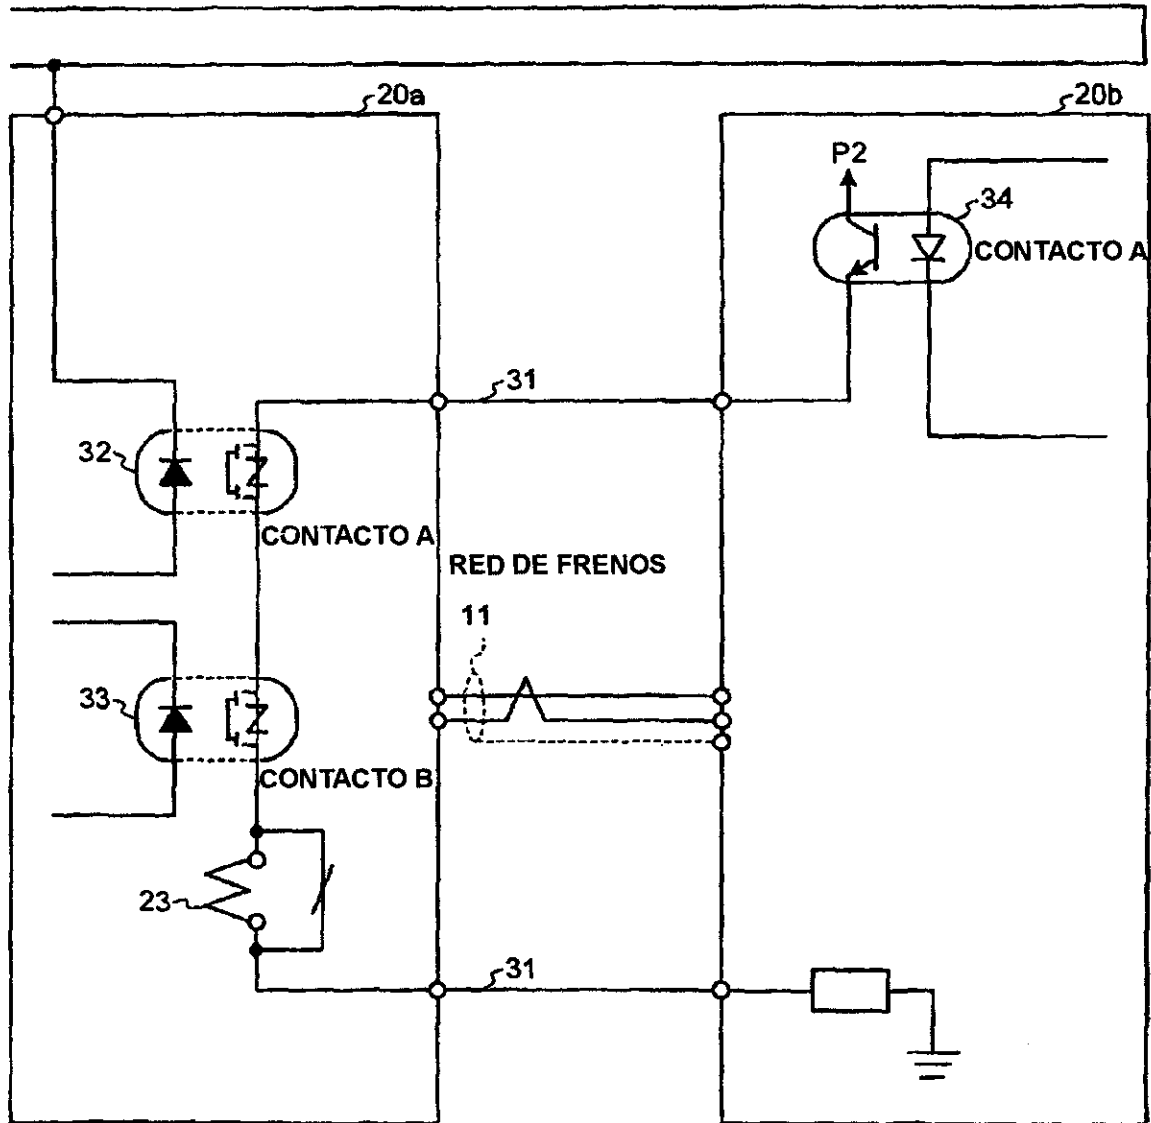 20a
20b
P2
34
CONTACTO A
31
32
CONTACTO A
RED DE FRENOS
11
33
CONTACTO B
23
31